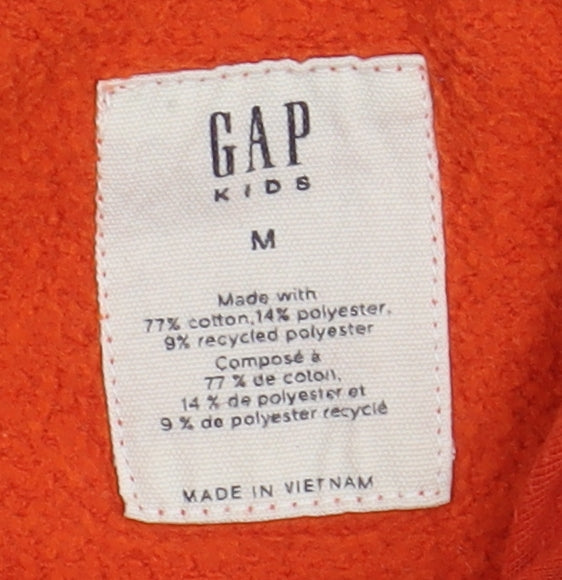 GAP
KIDS
M
Made with
77% cotton,14% polyester,
9% recycled polyester
Composé à
77 % de coton,
14 % de polyester et
9 % de polyester recyclé
MADE IN VIETNAM